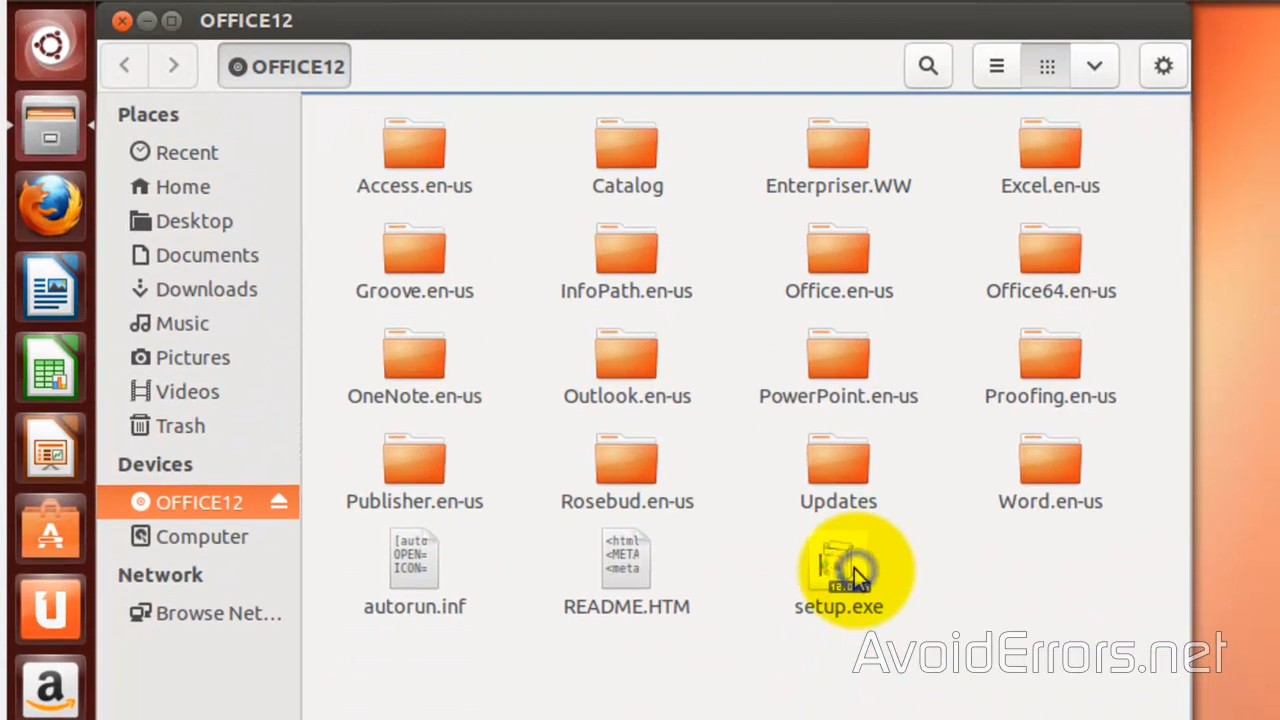 OFFICE12
OFFICE12
Places
Recent
Home
Desktop
Documents
Downloads
Music
Pictures
Videos
Trash
Devices
OFFICE12
Computer
Network
Browse Net...
Access.en-us
Catalog
Enterpriser.WW
Excel.en-us
Groove.en-us
InfoPath.en-us
Office.en-us
Office64.en-us
OneNote.en-us
Outlook.en-us
PowerPoint.en-us
Proofing.en-us
Publisher.en-us
Rosebud.en-us
Updates
Word.en-us
[auto
OPEN=
ICON=
autorun.inf
<html
<META
<meta
README.HTM
setup.exe
AvoidErrors.net